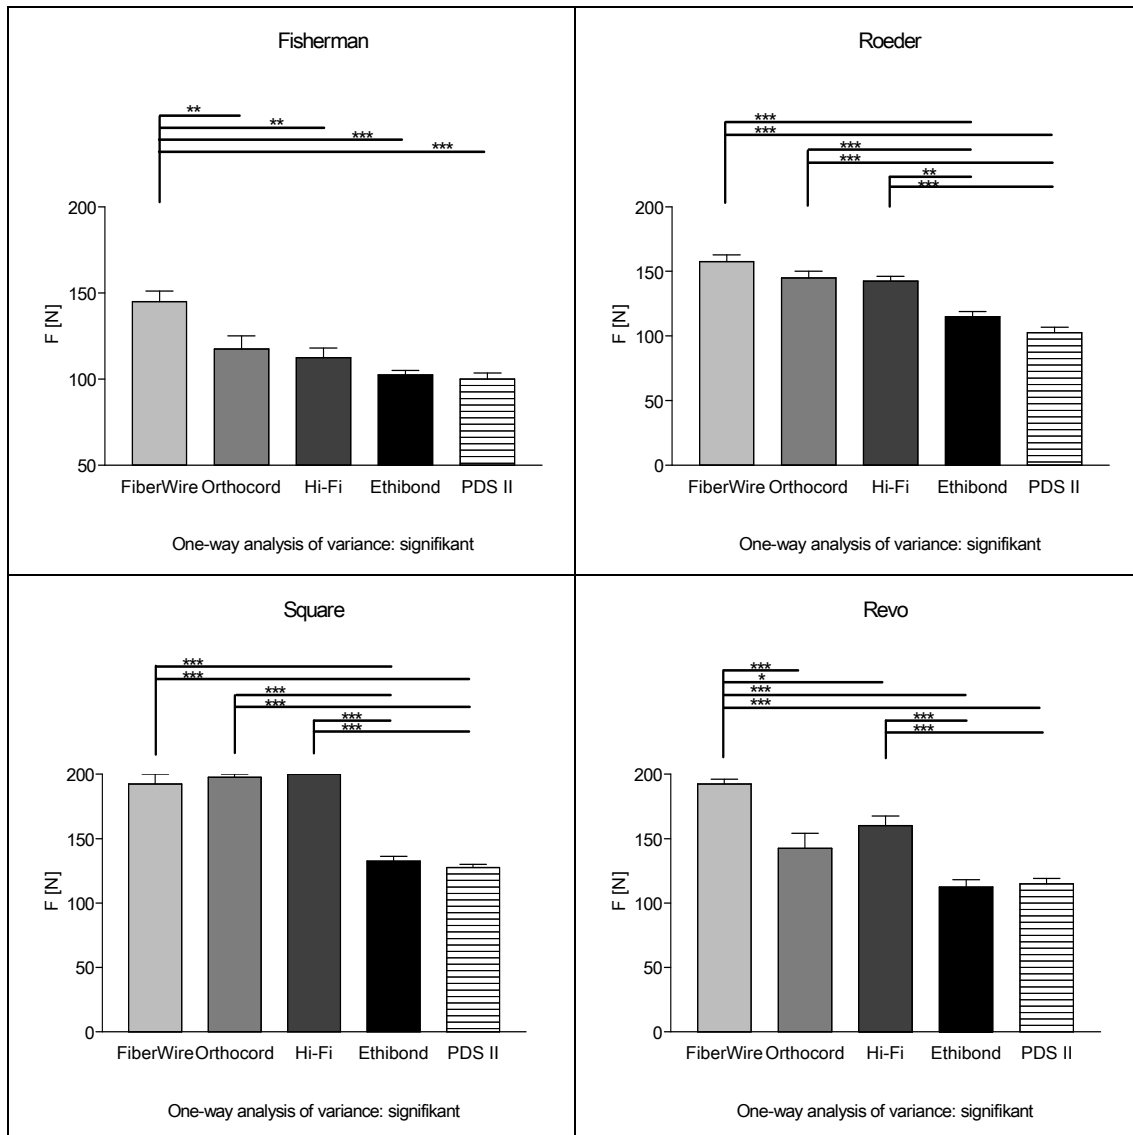 Fisherman
**
**
***
***
200
150
100
50
F [N]
FiberWire Orthocord Hi-Fi Ethibond PDS II
One-way analysis of variance: signifikant
Roeder
***
***
***
***
**
***
200
150
100
50
0
F [N]
FiberWire Orthocord Hi-Fi Ethibond PDS II
One-way analysis of variance: signifikant
Square
***
***
***
***
***
***
200
150
100
50
0
F [N]
FiberWire Orthocord Hi-Fi Ethibond PDS II
One-way analysis of variance: signifikant
Revo
***
*
***
***
***
***
200
150
100
50
0
F [N]
FiberWire Orthocord Hi-Fi Ethibond PDS II
One-way analysis of variance: signifikant